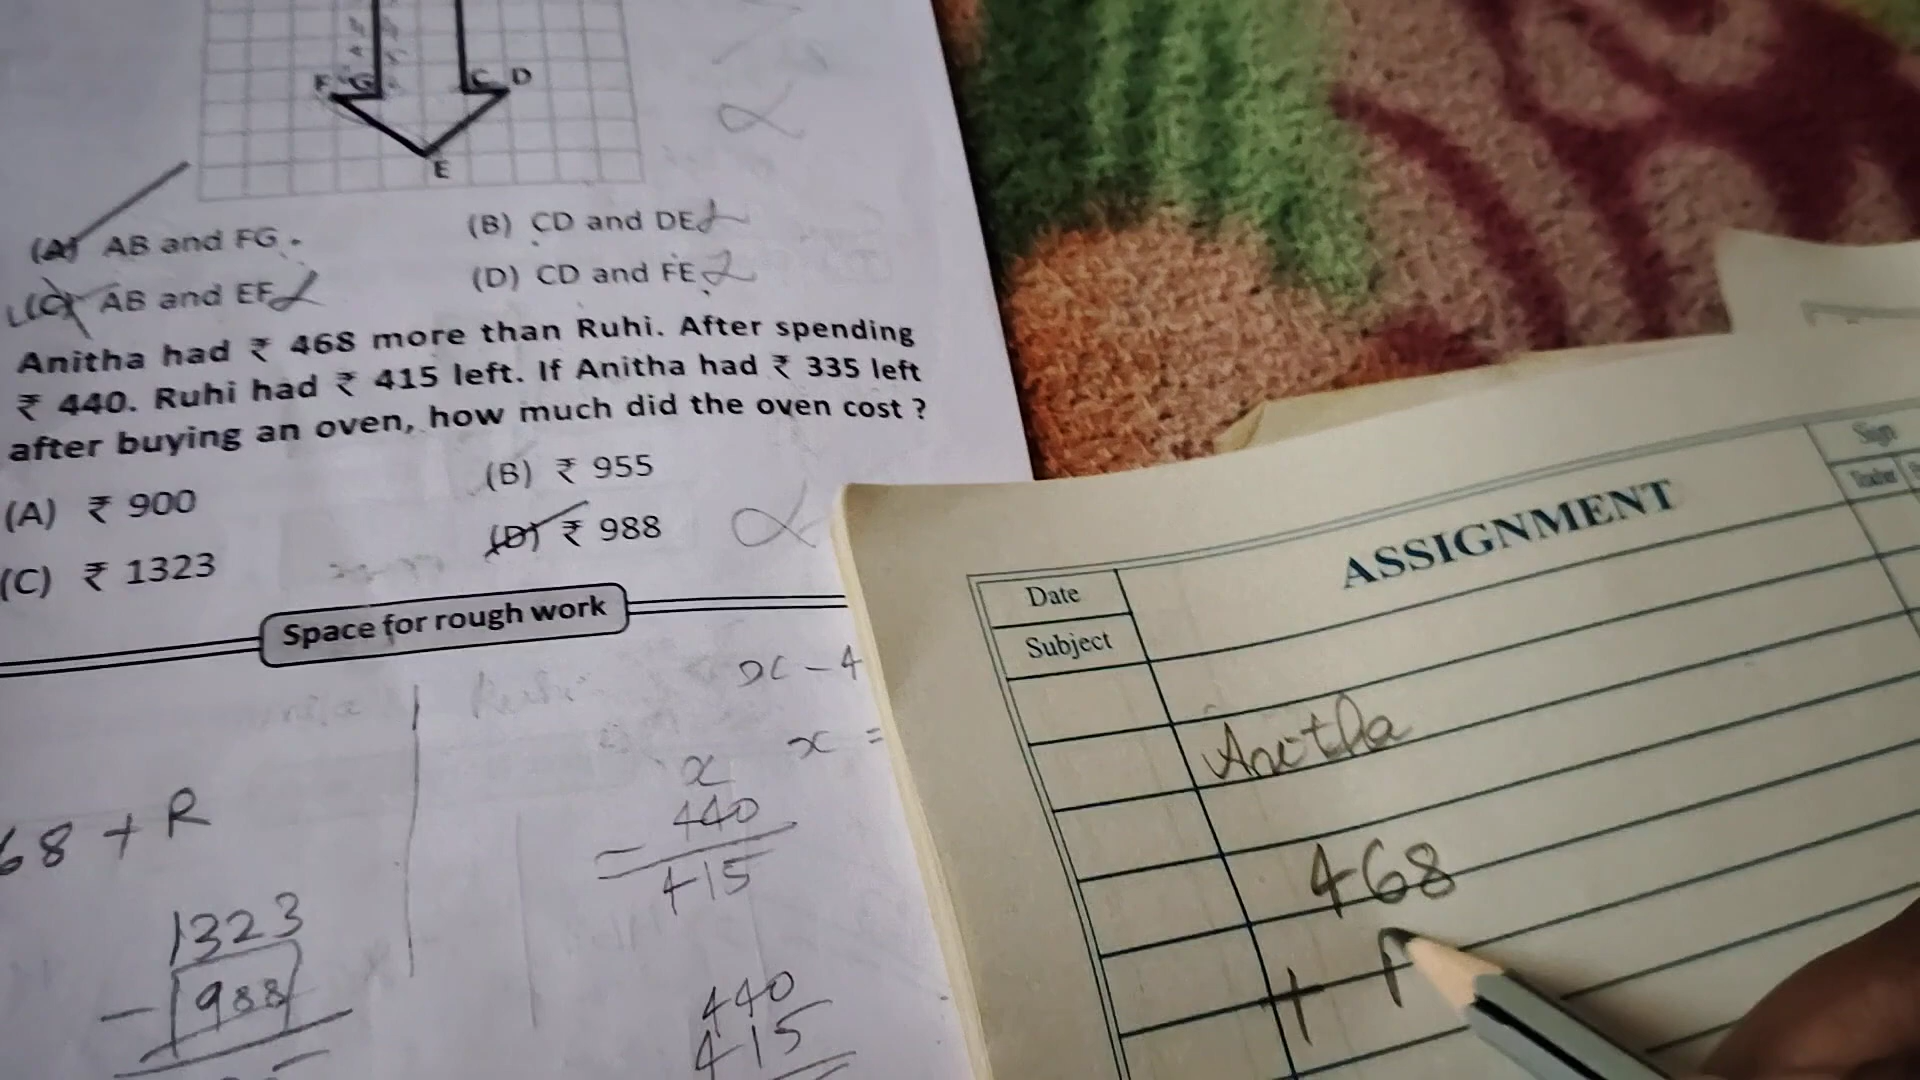 F G C D
E
(A) AB and FG
(B) CD and DE
(C) AB and EF
(D) CD and FE
Anitha had ₹ 468 more than Ruhi. After spending
₹ 440. Ruhi had ₹ 415 left. If Anitha had ₹ 335 left
after buying an oven, how much did the oven cost ?
(A) ₹ 900
(B) ₹ 955
(C) ₹ 1323
(D) ₹ 988
Space for rough work
Ruhi
x - 4
x =
x
440
= 415
68 + R
1323
- 988
440
415
ASSIGNMENT
Sign
Teacher
Date
Subject
Anitha
468
+